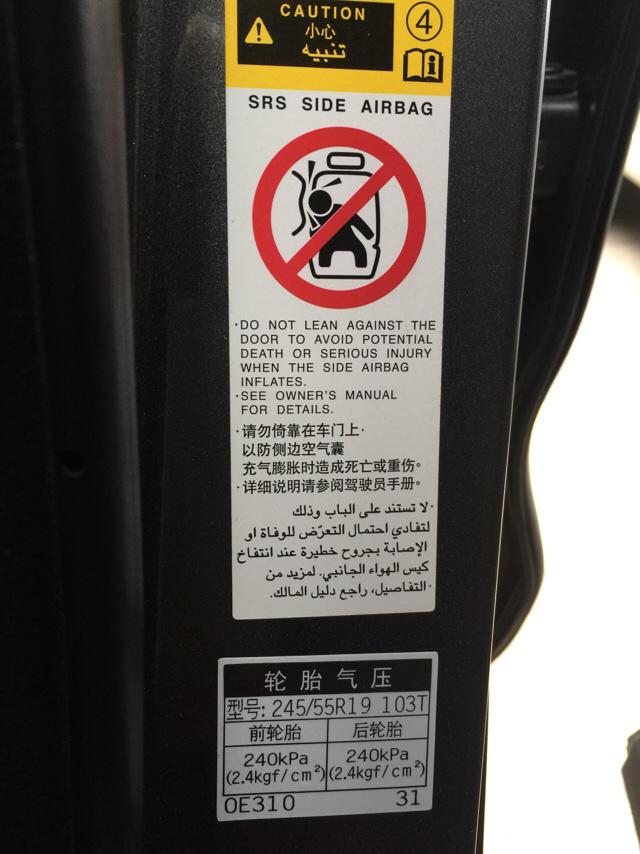 CAUTION
小心
تنبيه
4
SRS SIDE AIRBAG
·DO NOT LEAN AGAINST THE
DOOR TO AVOID POTENTIAL
DEATH OR SERIOUS INJURY
WHEN THE SIDE AIRBAG
INFLATES.
·SEE OWNER'S MANUAL
FOR DETAILS.
·请勿倚靠在车门上,
以防侧边空气囊
充气膨胀时造成死亡或重伤。
·详细说明请参阅驾驶员手册。
·لا تستند على الباب وذلك
لتفادي احتمال التعرّض للوفاة او
الإصابة بجروح خطيرة عند انتفاخ
كيس الهواء الجانبي. لمزيد من
·التفاصيل، راجع دليل المالك.
轮胎气压
型号: 245/55R19 103T
前轮胎 后轮胎
240kPa 240kPa
(2.4kgf/cm²) (2.4kgf/cm²)
OE310 31